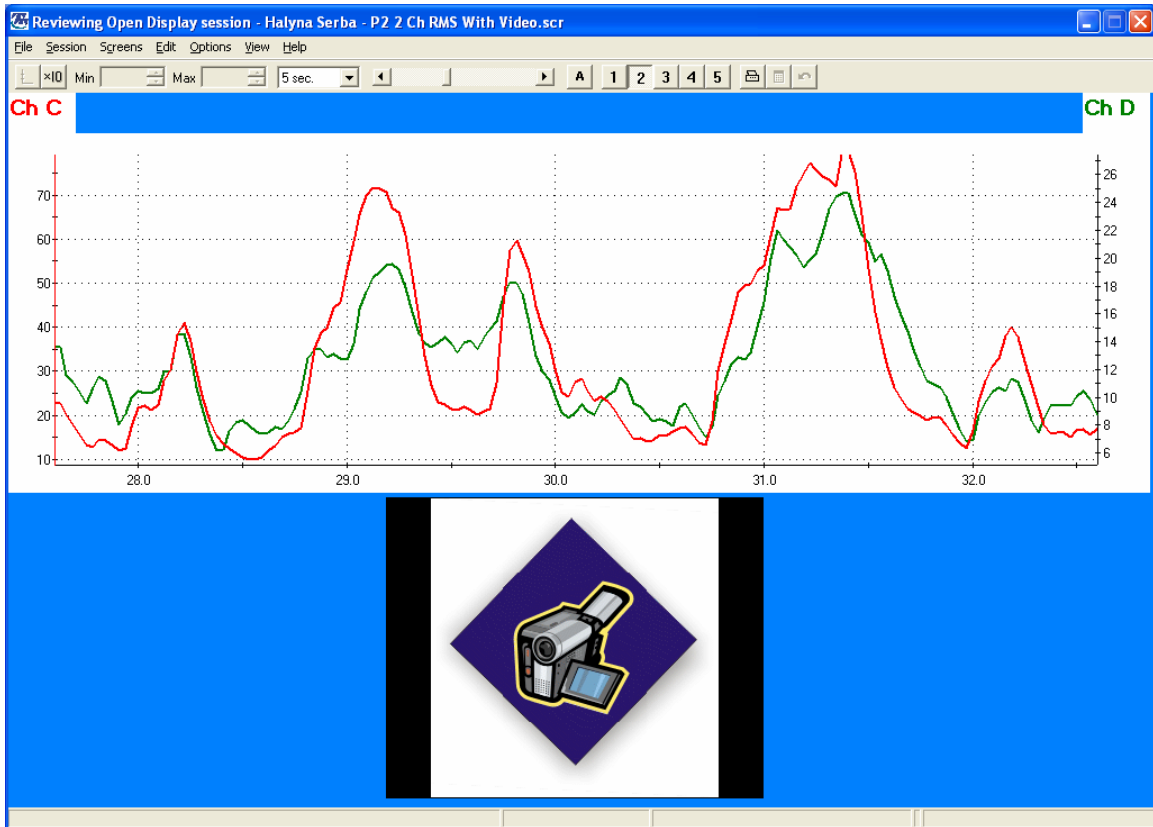 Reviewing Open Display session - Halyna Serba - P2 2 Ch RMS With Video.scr
File Session Screens Edit Options View Help
×10 Min Max 5 sec. A 1 2 3 4 5
Ch C Ch D
26
70 24
22
60
20
50 18
16
40
14
30 12
10
20
8
10 6
28.0 29.0 30.0 31.0 32.0